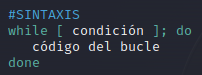 #SINTAXIS
while [ condición ]; do
    código del bucle
done